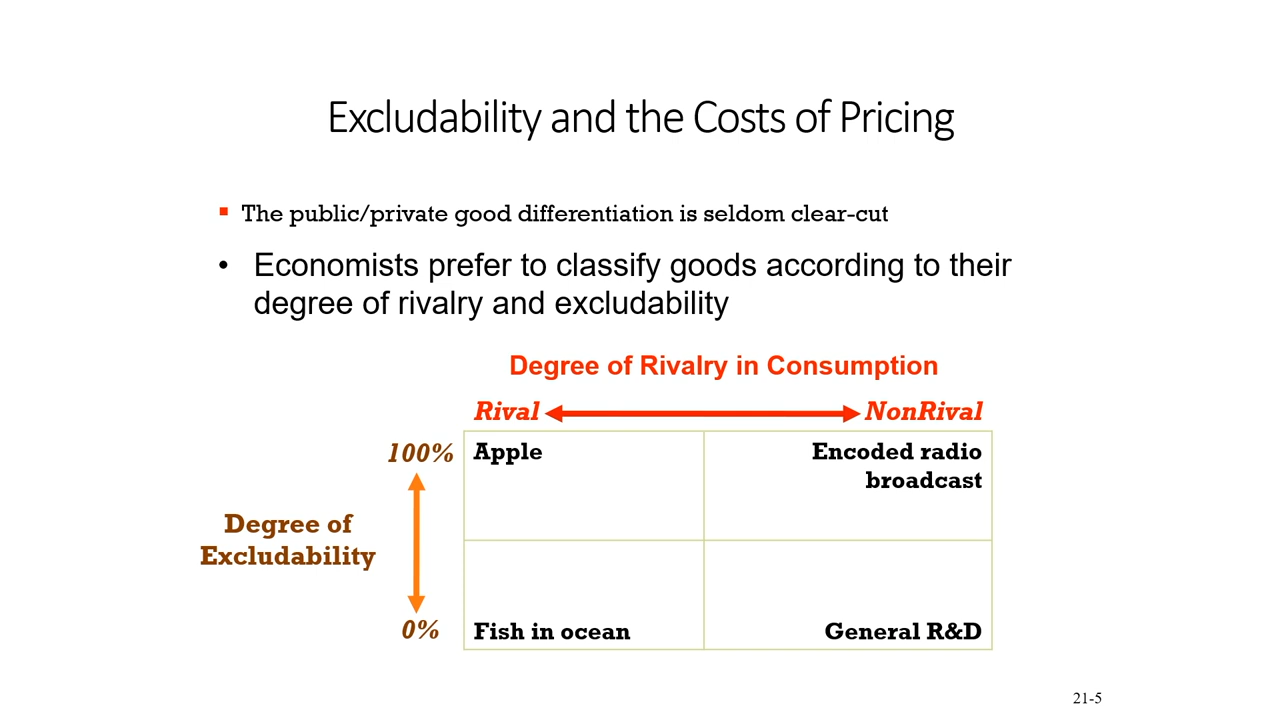 Excludability and the Costs of Pricing
▪ The public/private good differentiation is seldom clear-cut
• Economists prefer to classify goods according to their
degree of rivalry and excludability
Degree of Rivalry in Consumption
Rival NonRival
100% Apple Encoded radio
broadcast
Degree of
Excludability
0% Fish in ocean General R&D
21-5